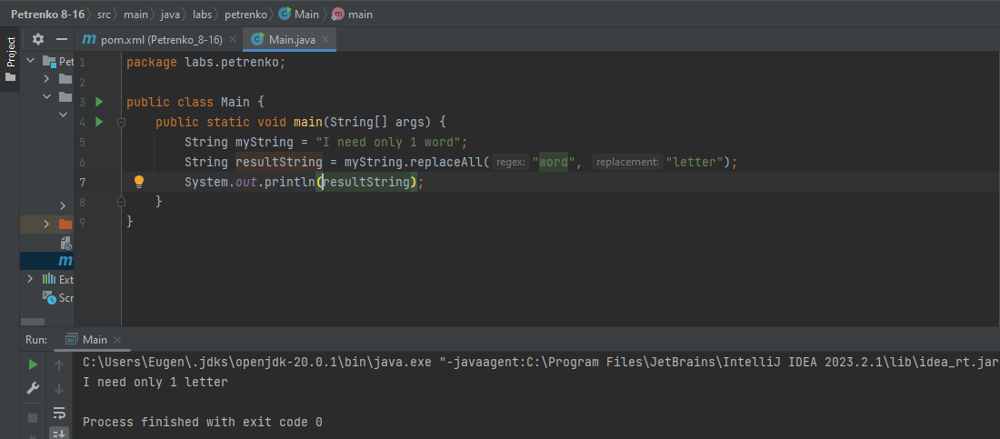 Petrenko 8-16 src main java labs petrenko Main main
Project
pom.xml (Petrenko_8-16) Main.java
Pet
1 package labs.petrenko;
2
3 public class Main {
4 public static void main(String[] args) {
5 String myString = "I need only 1 word";
6 String resultString = myString.replaceAll( regex: "word", replacement: "letter");
7 System.out.println(resultString);
8 }
9 }
Ext
Scr
Run: Main
C:\Users\Eugen\.jdks\openjdk-20.0.1\bin\java.exe "-javaagent:C:\Program Files\JetBrains\IntelliJ IDEA 2023.2.1\lib\idea_rt.jar
I need only 1 letter
Process finished with exit code 0